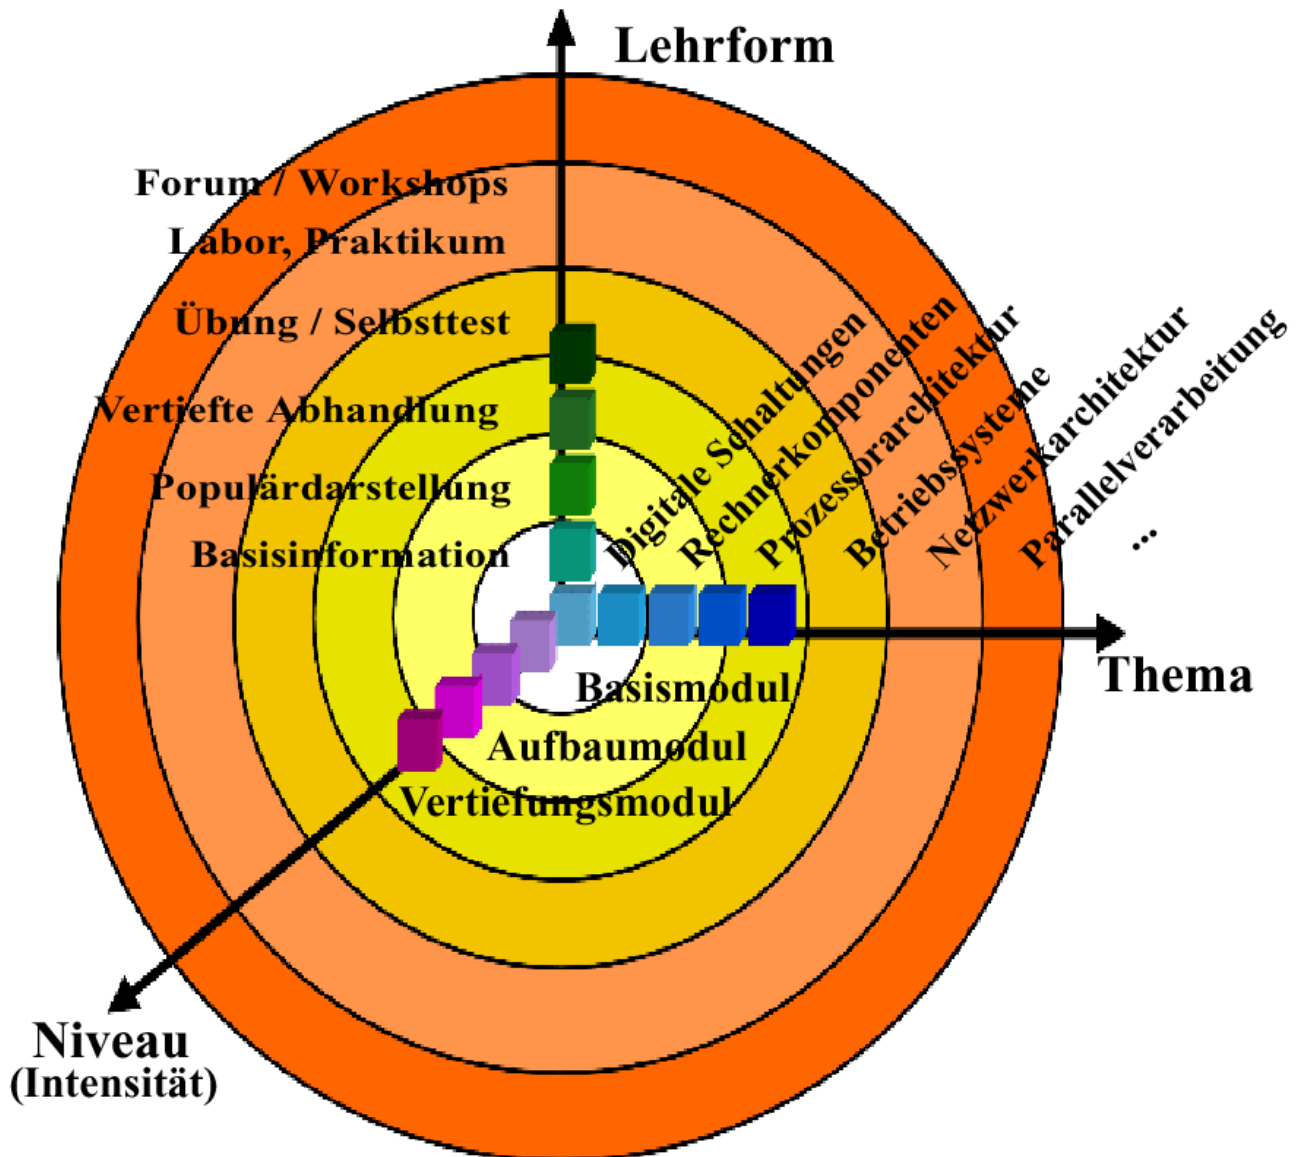 Lehrform
Forum / Workshops
Labor, Praktikum
Übung / Selbsttest
Vertiefte Abhandlung
Populärdarstellung
Basisinformation
Digitale Schaltungen
Rechnerkomponenten
Prozessorarchitektur
Betriebssysteme
Netzwerkarchitektur
Parallelverarbeitung
...
Thema
Basismodul
Aufbaumodul
Vertiefungsmodul
Niveau
(Intensität)